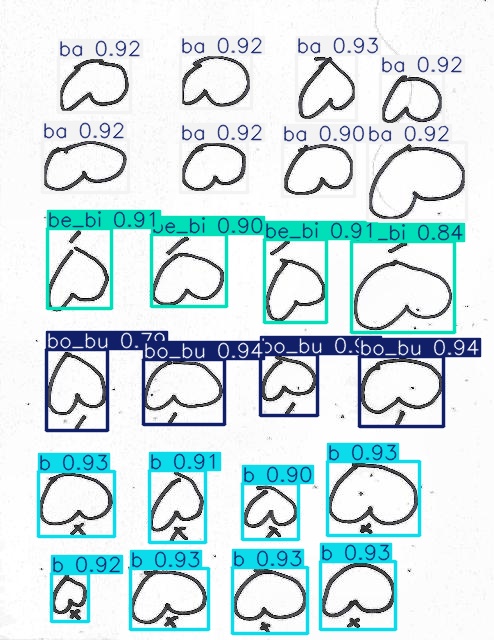 ba 0.92 ba 0.92 ba 0.93 ba 0.92
ᜊ ᜊ ᜊ ᜊ
ba 0.92 ba 0.92 ba 0.90 ba 0.92
ᜊ ᜊ ᜊ ᜊ
be_bi 0.91 be_bi 0.90 be_bi 0.91 _bi 0.84
ᜊᜒ ᜊᜒ ᜊᜒ ᜊᜒ
bo_bu 0.79 bo_bu 0.94 bo_bu bo_bu 0.94
ᜊᜓ ᜊᜓ ᜊᜓ ᜊᜓ
b 0.93 b 0.91 b 0.90 b 0.93
ᜊ᜔ ᜊ᜔ ᜊ᜔ ᜊ᜔
b 0.92 b 0.93 b 0.93 b 0.93
ᜊ᜔ ᜊ᜔ ᜊ᜔ ᜊ᜔